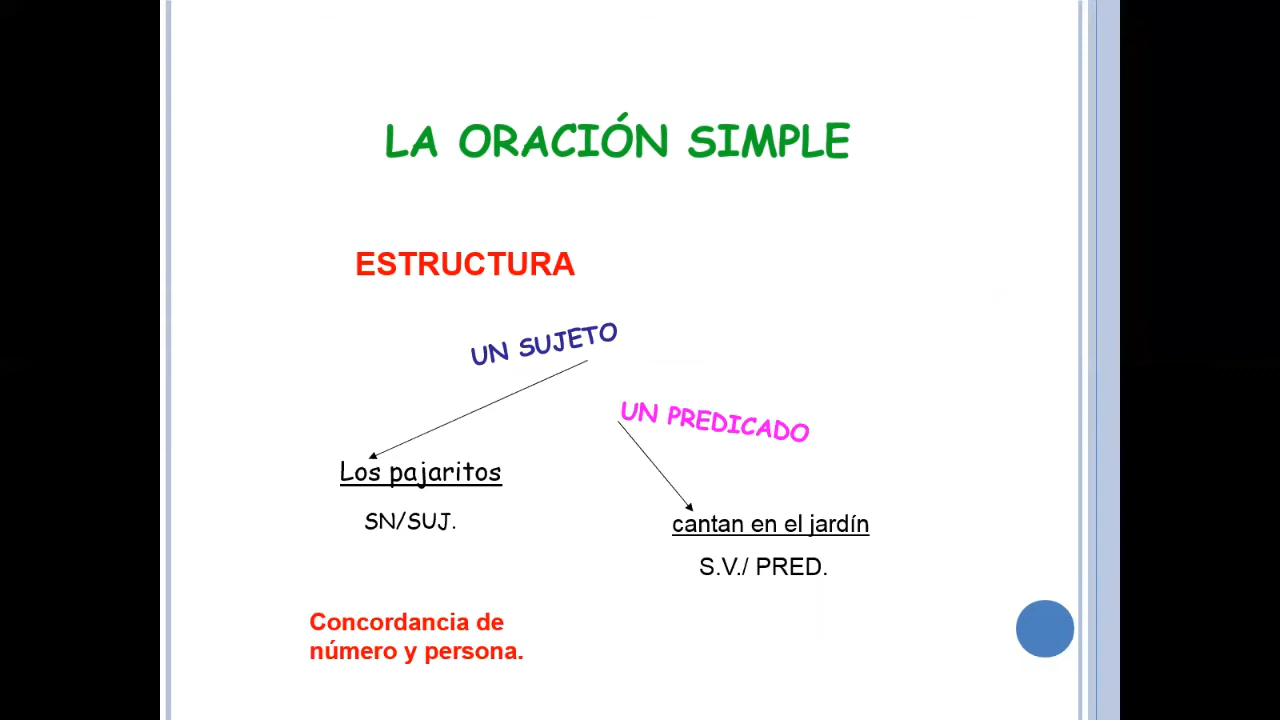 LA ORACIÓN SIMPLE
ESTRUCTURA
UN SUJETO
UN PREDICADO
Los pajaritos
SN/SUJ.
cantan en el jardín
S.V./ PRED.
Concordancia de
número y persona.